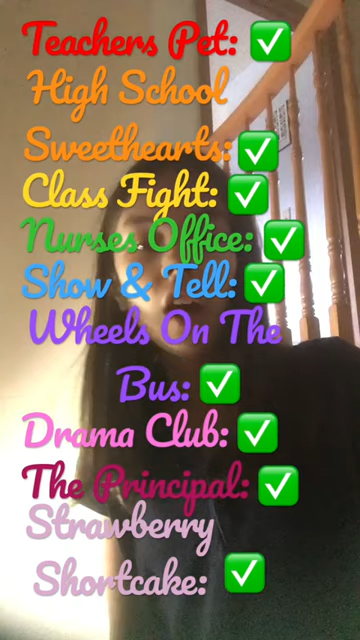 Teachers Pet: ✅
High School
Sweethearts: ✅
Class Fight: ✅
Nurses Office: ✅
Show & Tell: ✅
Wheels On The
Bus: ✅
Drama Club: ✅
The Principal: ✅
Strawberry
Shortcake: ✅